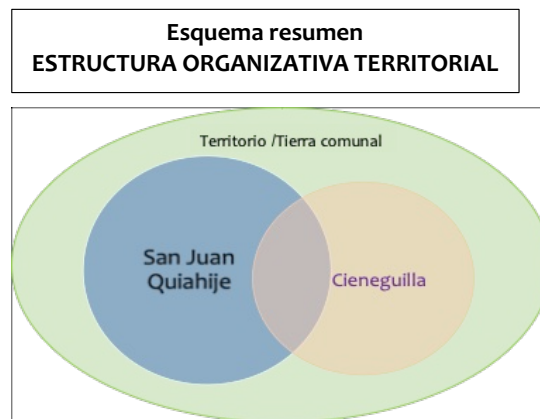 Esquema resumen
ESTRUCTURA ORGANIZATIVA TERRITORIAL
Territorio /Tierra comunal
San Juan
Quiahije
Cieneguilla